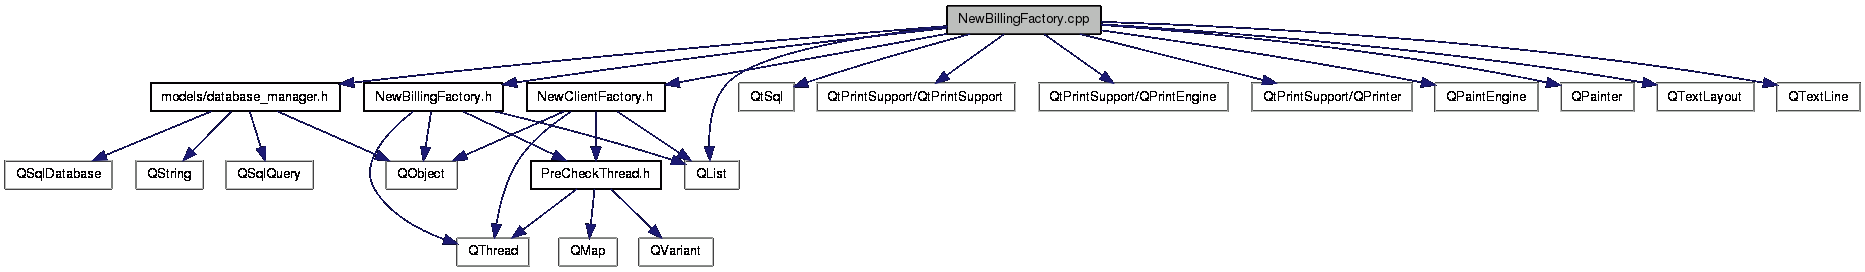 NewBillingFactory.cpp
models/database_manager.h
NewBillingFactory.h
NewClientFactory.h
QtSql
QtPrintSupport/QtPrintSupport
QtPrintSupport/QPrintEngine
QtPrintSupport/QPrinter
QPaintEngine
QPainter
QTextLayout
QTextLine
QSqlDatabase
QString
QSqlQuery
QObject
PreCheckThread.h
QList
QThread
QMap
QVariant